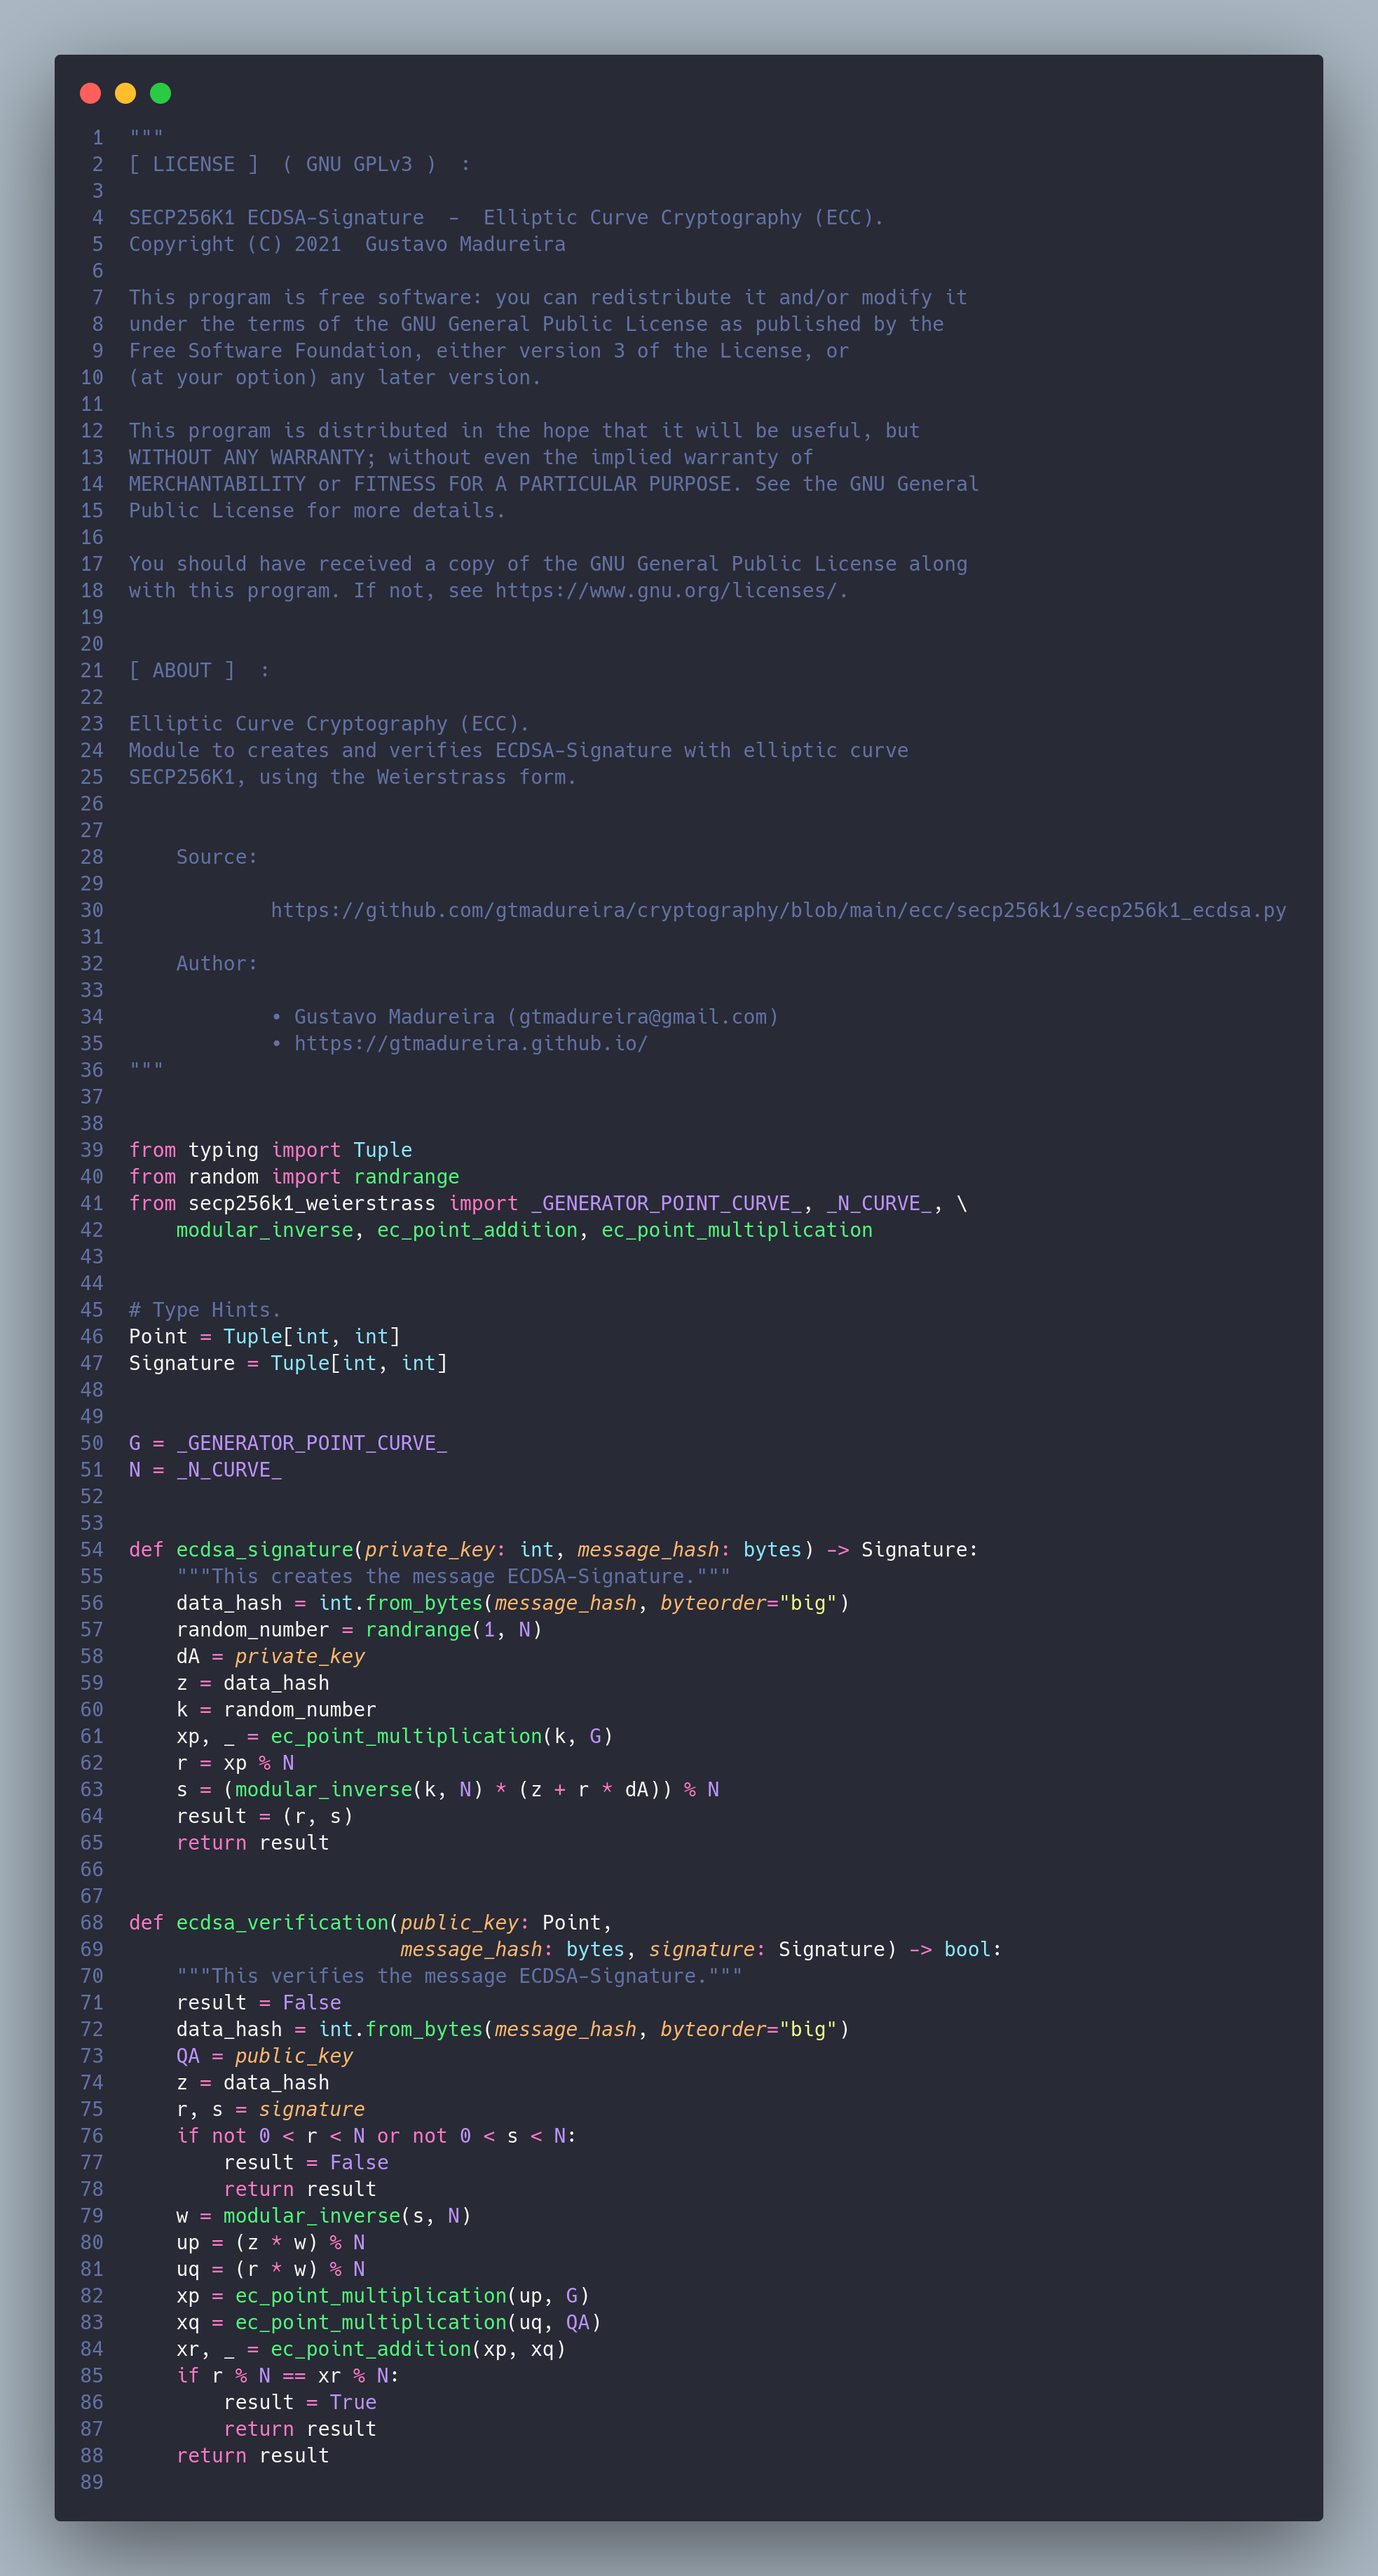 1 """
2 [ LICENSE ]  ( GNU GPLv3 )  :
3
4 SECP256K1 ECDSA-Signature  -  Elliptic Curve Cryptography (ECC).
5 Copyright (C) 2021  Gustavo Madureira
6
7 This program is free software: you can redistribute it and/or modify it
8 under the terms of the GNU General Public License as published by the
9 Free Software Foundation, either version 3 of the License, or
10 (at your option) any later version.
11
12 This program is distributed in the hope that it will be useful, but
13 WITHOUT ANY WARRANTY; without even the implied warranty of
14 MERCHANTABILITY or FITNESS FOR A PARTICULAR PURPOSE. See the GNU General
15 Public License for more details.
16
17 You should have received a copy of the GNU General Public License along
18 with this program. If not, see https://www.gnu.org/licenses/.
19
20
21 [ ABOUT ]  :
22
23 Elliptic Curve Cryptography (ECC).
24 Module to creates and verifies ECDSA-Signature with elliptic curve
25 SECP256K1, using the Weierstrass form.
26
27
28     Source:
29
30             https://github.com/gtmadureira/cryptography/blob/main/ecc/secp256k1/secp256k1_ecdsa.py
31
32     Author:
33
34             • Gustavo Madureira (gtmadureira@gmail.com)
35             • https://gtmadureira.github.io/
36 """
37
38
39 from typing import Tuple
40 from random import randrange
41 from secp256k1_weierstrass import _GENERATOR_POINT_CURVE_, _N_CURVE_, \
42     modular_inverse, ec_point_addition, ec_point_multiplication
43
44
45 # Type Hints.
46 Point = Tuple[int, int]
47 Signature = Tuple[int, int]
48
49
50 G = _GENERATOR_POINT_CURVE_
51 N = _N_CURVE_
52
53
54 def ecdsa_signature(private_key: int, message_hash: bytes) -> Signature:
55     """This creates the message ECDSA-Signature."""
56     data_hash = int.from_bytes(message_hash, byteorder="big")
57     random_number = randrange(1, N)
58     dA = private_key
59     z = data_hash
60     k = random_number
61     xp, _ = ec_point_multiplication(k, G)
62     r = xp % N
63     s = (modular_inverse(k, N) * (z + r * dA)) % N
64     result = (r, s)
65     return result
66
67
68 def ecdsa_verification(public_key: Point,
69                        message_hash: bytes, signature: Signature) -> bool:
70     """This verifies the message ECDSA-Signature."""
71     result = False
72     data_hash = int.from_bytes(message_hash, byteorder="big")
73     QA = public_key
74     z = data_hash
75     r, s = signature
76     if not 0 < r < N or not 0 < s < N:
77         result = False
78         return result
79     w = modular_inverse(s, N)
80     up = (z * w) % N
81     uq = (r * w) % N
82     xp = ec_point_multiplication(up, G)
83     xq = ec_point_multiplication(uq, QA)
84     xr, _ = ec_point_addition(xp, xq)
85     if r % N == xr % N:
86         result = True
87         return result
88     return result
89